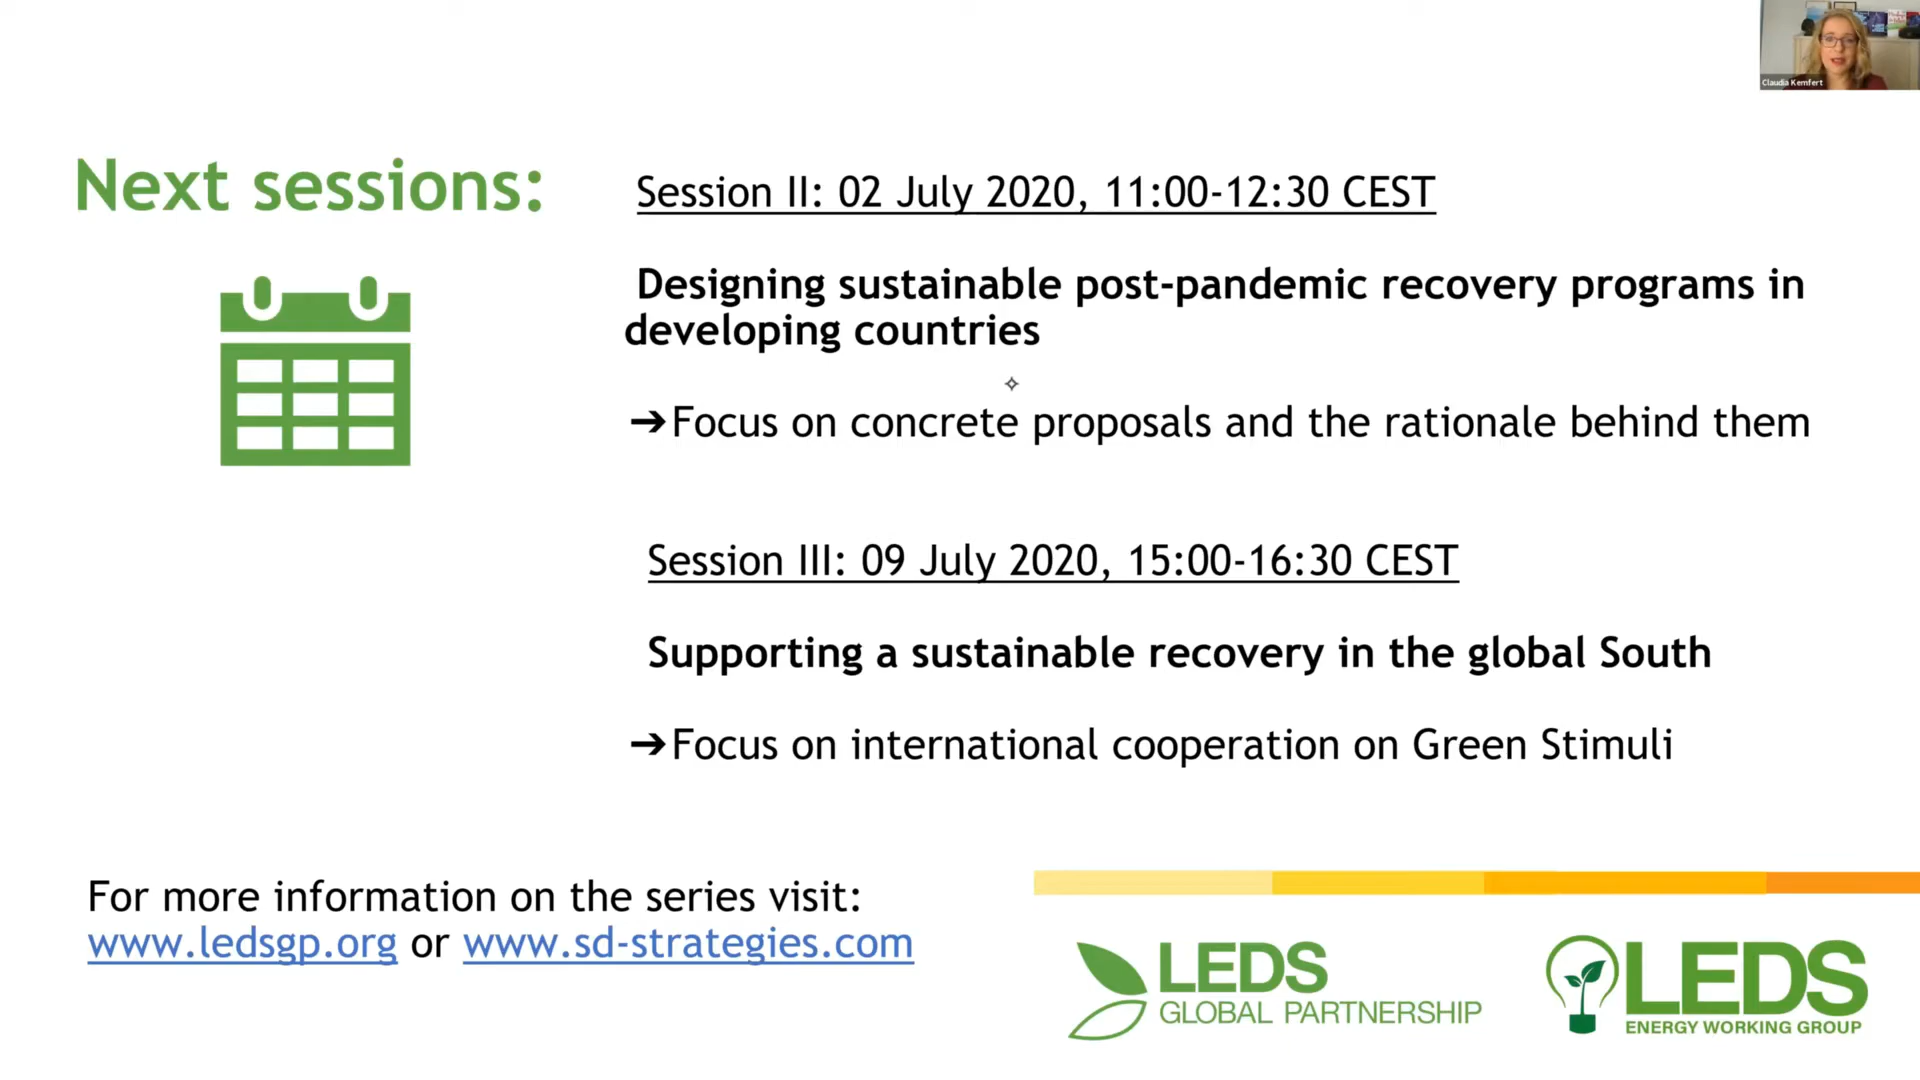 Claudia Kemfert
Next sessions:
Session II: 02 July 2020, 11:00-12:30 CEST
Designing sustainable post-pandemic recovery programs in
developing countries
➔Focus on concrete proposals and the rationale behind them
Session III: 09 July 2020, 15:00-16:30 CEST
Supporting a sustainable recovery in the global South
➔Focus on international cooperation on Green Stimuli
For more information on the series visit:
www.ledsgp.org or www.sd-strategies.com
LEDS
GLOBAL PARTNERSHIP
LEDS
ENERGY WORKING GROUP